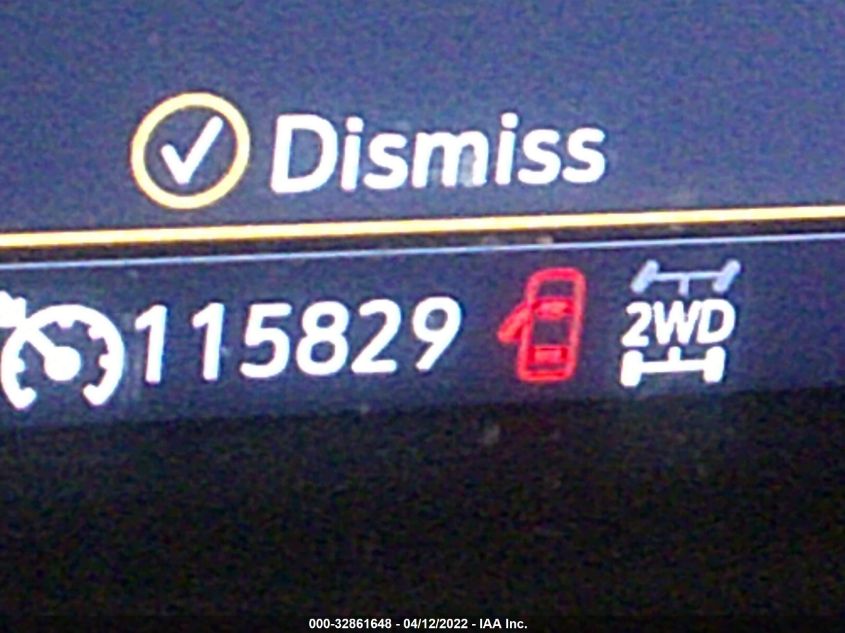 Dismiss
115829
2WD
000-32861648 - 04/12/2022 - IAA Inc.